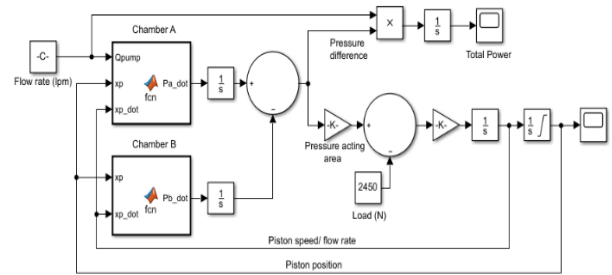 Chamber A
-C-
Flow rate (lpm)
Qpump
xp
xp_dot
fcn
Pa_dot
1
s
+
−
Pressure
difference
×
1
s
Total Power
-K-
Pressure acting
area
+
−
2450
Load (N)
-K-
1
s
1
s
Chamber B
xp
xp_dot
fcn
Pb_dot
1
s
Piston speed/ flow rate
Piston position